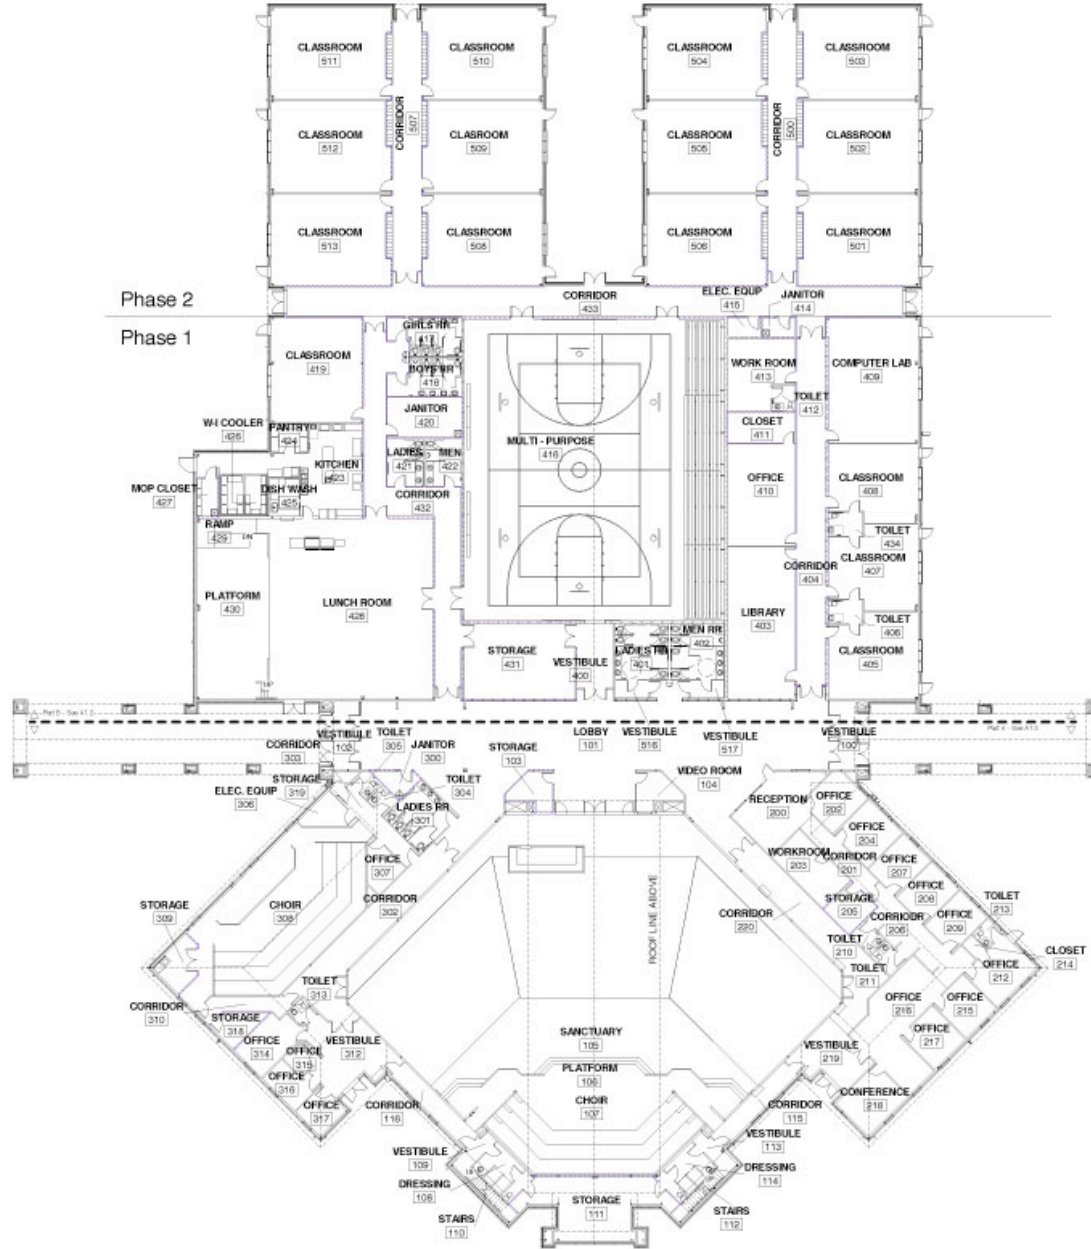 CLASSROOM
511
CLASSROOM
510
CLASSROOM
504
CLASSROOM
503
CORRIDOR
507
CORRIDOR
500
CLASSROOM
512
CLASSROOM
509
CLASSROOM
505
CLASSROOM
502
CLASSROOM
513
CLASSROOM
508
CLASSROOM
506
CLASSROOM
501
Phase 2
CORRIDOR
433
ELEC. EQUIP
415
JANITOR
414
Phase 1
GIRLS RR
417
CLASSROOM
419
BOYS RR
418
WORK ROOM
413
COMPUTER LAB
409
TOILET
412
JANITOR
420
CLOSET
411
W-I COOLER
426
PANTRY
424
KITCHEN
423
LADIES
421
MEN
422
MULTI - PURPOSE
416
MOP CLOSET
427
DISH WASH
425
CORRIDOR
432
OFFICE
410
CLASSROOM
408
RAMP
429
DN
TOILET
434
CLASSROOM
407
CORRIDOR
404
PLATFORM
430
LUNCH ROOM
428
LIBRARY
403
TOILET
406
STORAGE
431
VESTIBULE
400
LADIES RR
401
MEN RR
402
CLASSROOM
405
UP
VESTIBULE
102
TOILET
305
LOBBY
101
VESTIBULE
516
VESTIBULE
517
VESTIBULE
100
CORRIDOR
303
JANITOR
300
STORAGE
103
VIDEO ROOM
104
STORAGE
319
TOILET
304
ELEC. EQUIP
306
LADIES RR
301
RECEPTION
200
OFFICE
202
OFFICE
204
OFFICE
307
WORKROOM
203
CORRIDOR
201
OFFICE
207
OFFICE
208
CHOIR
308
CORRIDOR
302
ROOF LINE ABOVE
STORAGE
205
TOILET
213
STORAGE
309
CORRIDOR
220
CORRIODR
206
OFFICE
209
TOILET
210
CLOSET
214
TOILET
211
OFFICE
212
TOILET
313
CORRIDOR
310
STORAGE
318
OFFICE
216
OFFICE
215
OFFICE
314
OFFICE
315
VESTIBULE
312
SANCTUARY
105
OFFICE
217
VESTIBULE
219
OFFICE
316
PLATFORM
106
OFFICE
317
CORRIDOR
116
CHOIR
107
CORRIDOR
115
CONFERENCE
218
VESTIBULE
109
VESTIBULE
113
DRESSING
108
DRESSING
114
STORAGE
111
STAIRS
110
STAIRS
112